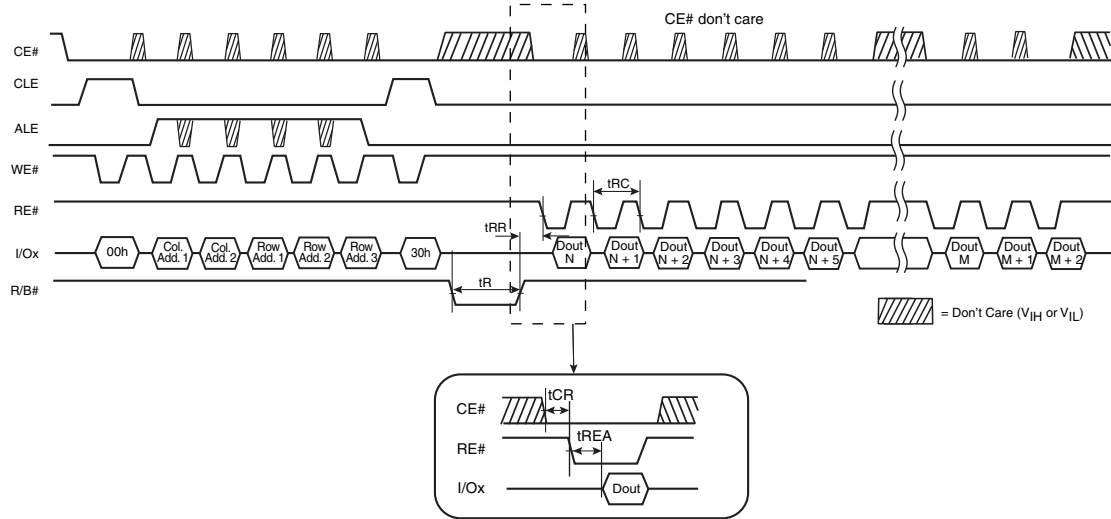 CE# don't care
CE#
CLE
ALE
WE#
tRC
RE#
tRR
I/Ox
00h
Col. Add. 1
Col. Add. 2
Row Add. 1
Row Add. 2
Row Add. 3
30h
Dout N
Dout N + 1
Dout N + 2
Dout N + 3
Dout N + 4
Dout N + 5
Dout M
Dout M + 1
Dout M + 2
tR
R/B#
= Don't Care (VIH or VIL)
tCR
CE#
tREA
RE#
I/Ox
Dout